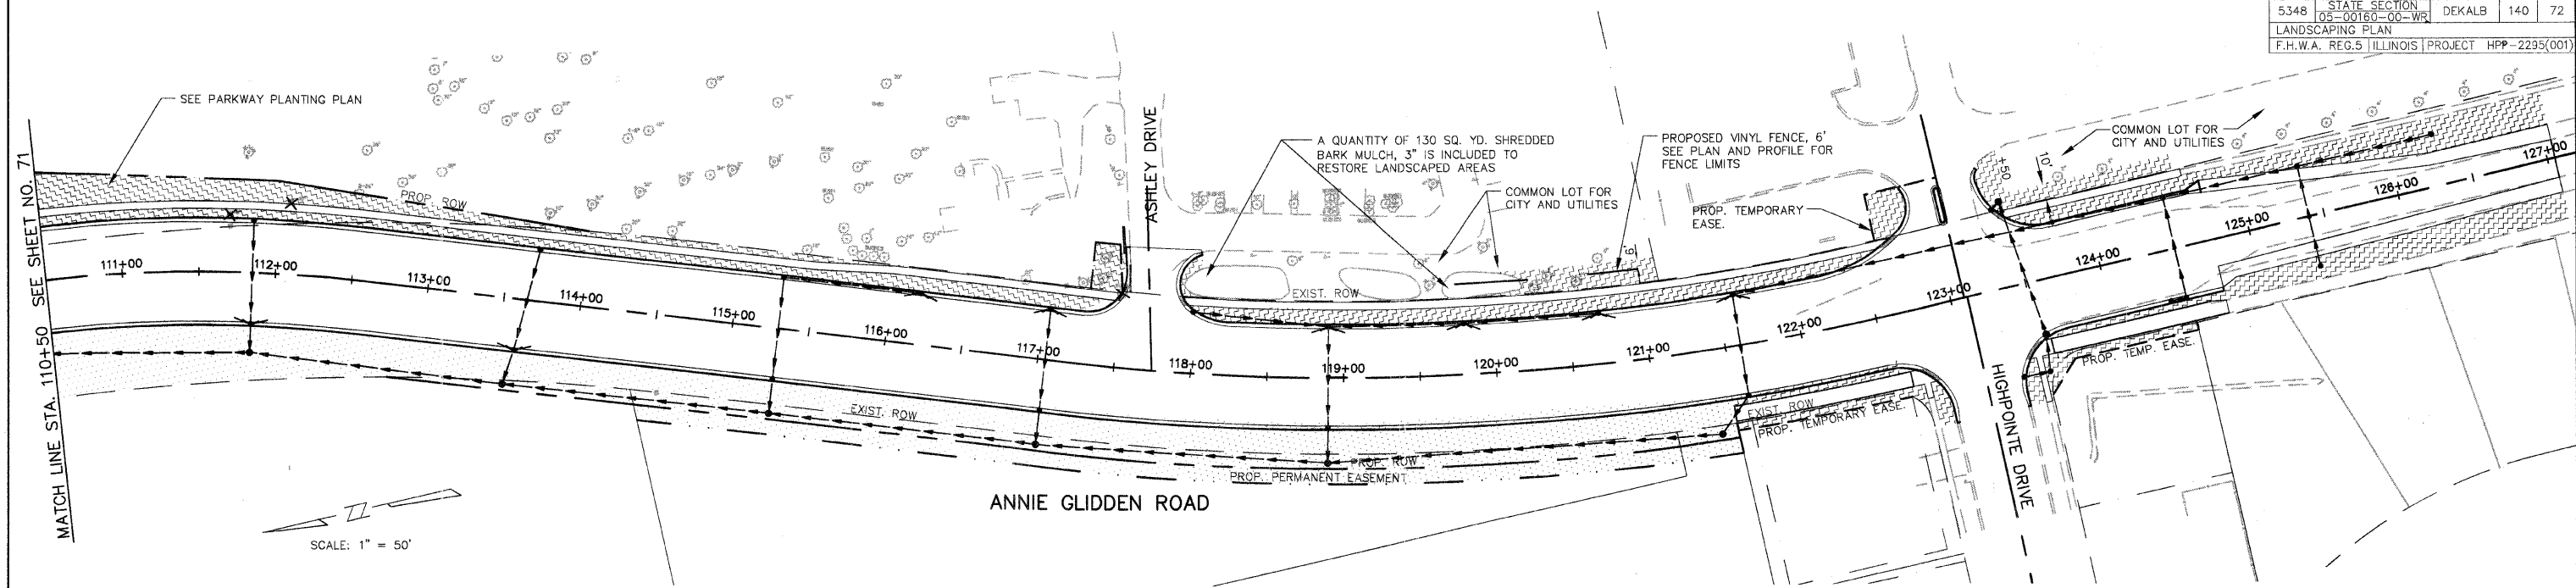 5348 STATE SECTION 05-00160-00-WR DEKALB 140 72
LANDSCAPING PLAN
F.H.W.A. REG.5 ILLINOIS PROJECT HPP-2295(001)
SEE PARKWAY PLANTING PLAN
MATCH LINE STA. 110+50 SEE SHEET NO. 71
PROP. ROW
ASHLEY DRIVE
A QUANTITY OF 130 SQ. YD. SHREDDED
BARK MULCH, 3" IS INCLUDED TO
RESTORE LANDSCAPED AREAS
COMMON LOT FOR
CITY AND UTILITIES
PROPOSED VINYL FENCE, 6'
SEE PLAN AND PROFILE FOR
FENCE LIMITS
PROP. TEMPORARY
EASE.
COMMON LOT FOR
CITY AND UTILITIES
+50
10'
6'
EXIST. ROW
111+00
112+00
113+00
114+00
115+00
116+00
117+00
118+00
119+00
120+00
121+00
122+00
123+00
124+00
125+00
126+00
127+00
EXIST. ROW
EXIST. ROW
PROP. TEMPORARY EASE.
PROP. TEMP. EASE.
PROP. ROW
PROP. PERMANENT EASEMENT
HIGHPOINTE DRIVE
ANNIE GLIDDEN ROAD
SCALE: 1" = 50'